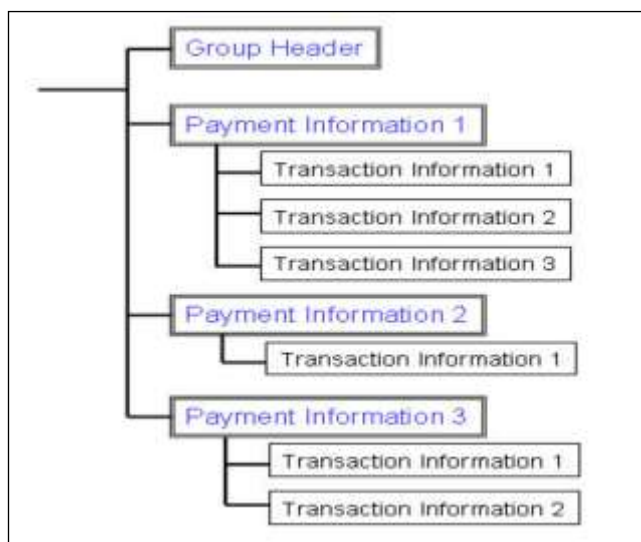 Group Header
Payment Information 1
Transaction Information 1
Transaction Information 2
Transaction Information 3
Payment Information 2
Transaction Information 1
Payment Information 3
Transaction Information 1
Transaction Information 2